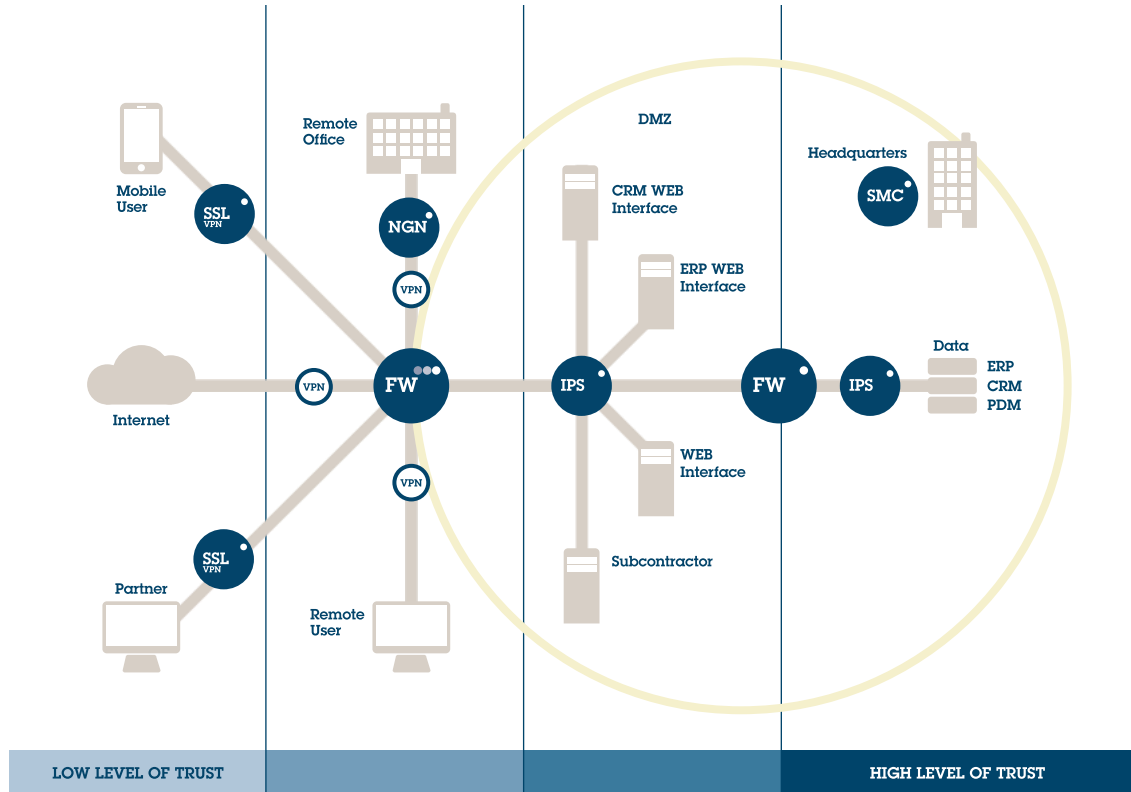 DMZ
Remote
Office
Headquarters
Mobile
User
CRM WEB
Interface
SMC
SSL
VPN
NGN
ERP WEB
Interface
VPN
Data
ERP
VPN
FW
IPS
FW
IPS
CRM
PDM
Internet
WEB
Interface
VPN
SSL
VPN
Subcontractor
Partner
Remote
User
LOW LEVEL OF TRUST
HIGH LEVEL OF TRUST